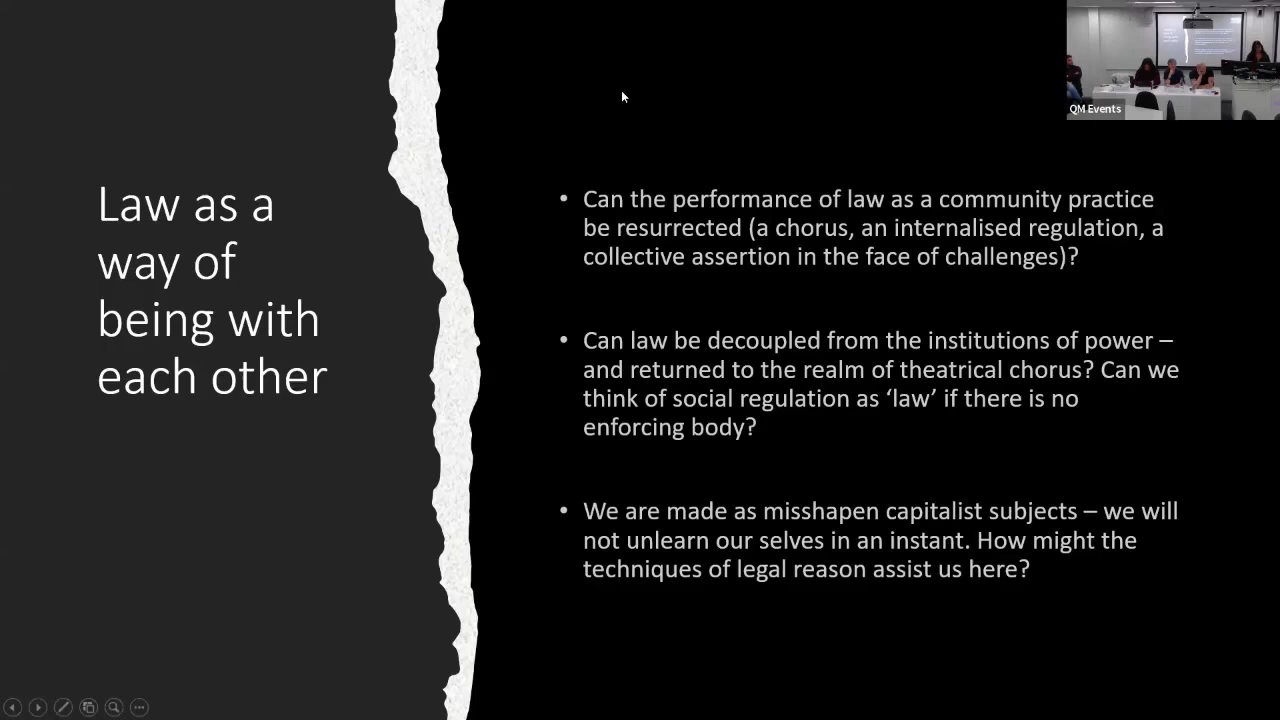 Law as a
way of
being with
each other
• Can the performance of law as a community practice
be resurrected (a chorus, an internalised regulation, a
collective assertion in the face of challenges)?
• Can law be decoupled from the institutions of power –
and returned to the realm of theatrical chorus? Can we
think of social regulation as ‘law’ if there is no
enforcing body?
• We are made as misshapen capitalist subjects – we will
not unlearn our selves in an instant. How might the
techniques of legal reason assist us here?
QM Events